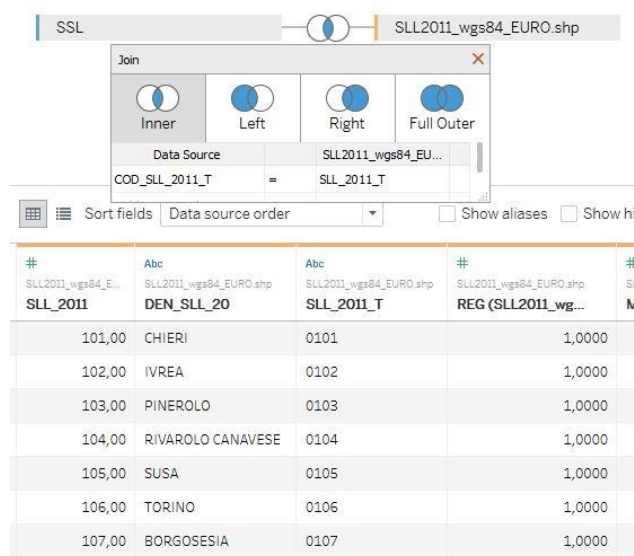 SSL SLL2011_wgs84_EURO.shp
Join
Inner Left Right Full Outer
Data Source SLL2011_wgs84_EU...
COD_SLL_2011_T = SLL_2011_T
Sort fields Data source order Show aliases Show hi
# Abc Abc # #
SLL2011_wgs84_E... SLL2011_wgs84_EURO.shp SLL2011_wgs84_EURO.shp SLL2011_wgs84_EURO.shp
SLL_2011 DEN_SLL_20 SLL_2011_T REG (SLL2011_wg... M
101,00 CHIERI 0101 1,0000
102,00 IVREA 0102 1,0000
103,00 PINEROLO 0103 1,0000
104,00 RIVAROLO CANAVESE 0104 1,0000
105,00 SUSA 0105 1,0000
106,00 TORINO 0106 1,0000
107,00 BORGOSESIA 0107 1,0000